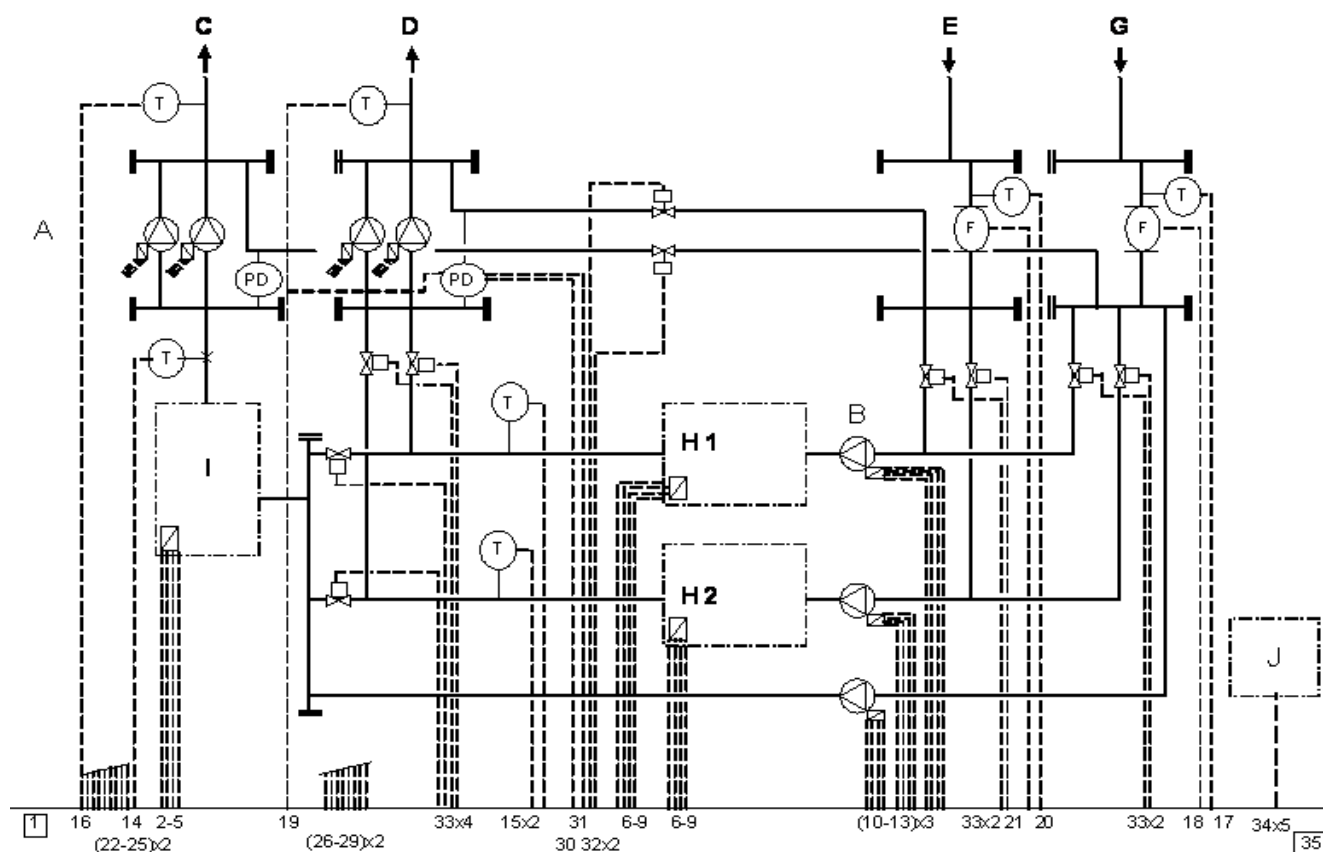 C D E G
T T
T T
A F F
PD PD
T
T B
I H1
T
H2
J
1 16 14 2-5 19 33x4 15x2 31 6-9 6-9 (10-13)x3 33x2 21 20 33x2 18 17 34x5 35
(22-25)x2 (26-29)x2 30 32x2